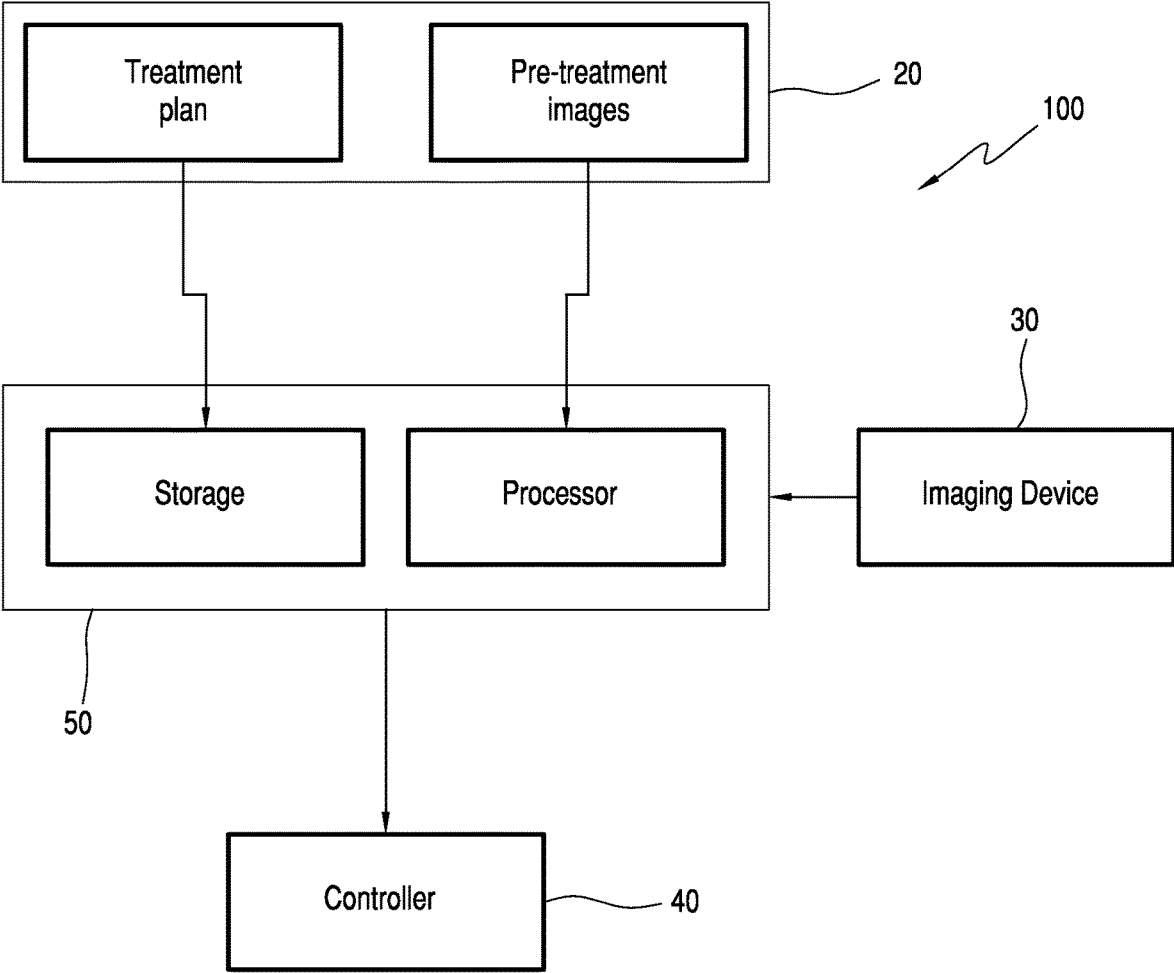 Treatment
plan
Pre-treatment
images
20
100
30
Storage
Processor
Imaging Device
50
Controller
40